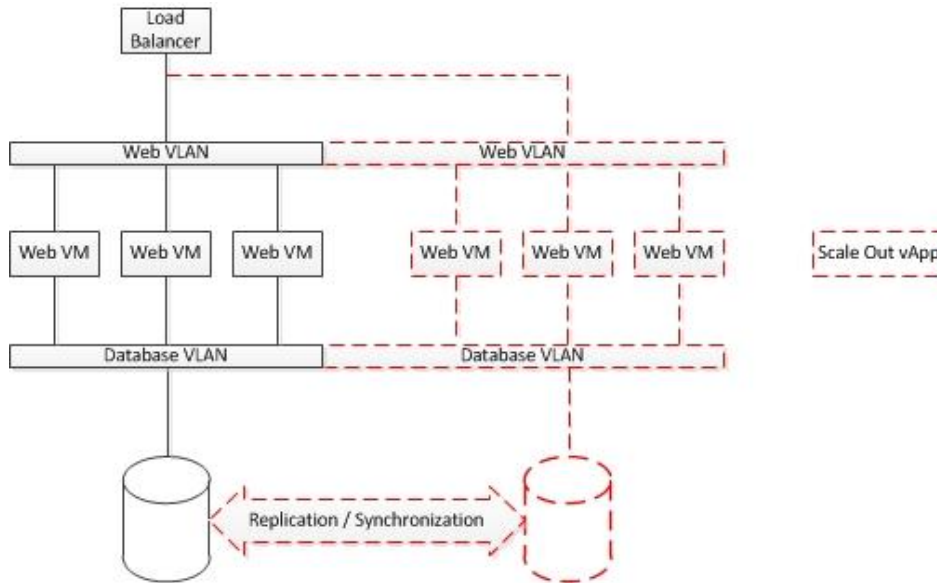 Load
Balancer
Web VLAN
Web VLAN
Web VM
Web VM
Web VM
Web VM
Web VM
Web VM
Scale Out vApp
Database VLAN
Database VLAN
Replication / Synchronization